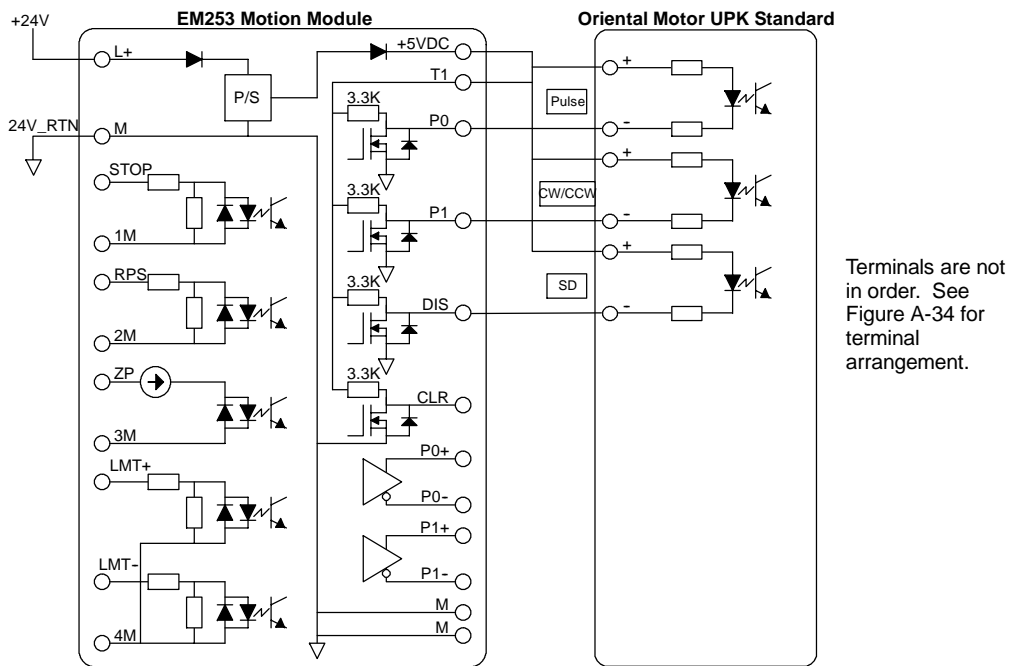 EM253 Motion Module
Oriental Motor UPK Standard
+24V
L+
P/S
24V_RTN
M
STOP
1M
RPS
2M
ZP
3M
LMT+
LMT-
4M
+5VDC
T1
3.3K
P0
3.3K
P1
3.3K
DIS
3.3K
CLR
P0+
P0-
P1+
P1-
M
M
+
Pulse
-
+
CW/CCW
-
+
SD
-
Terminals are not
in order. See
Figure A-34 for
terminal
arrangement.